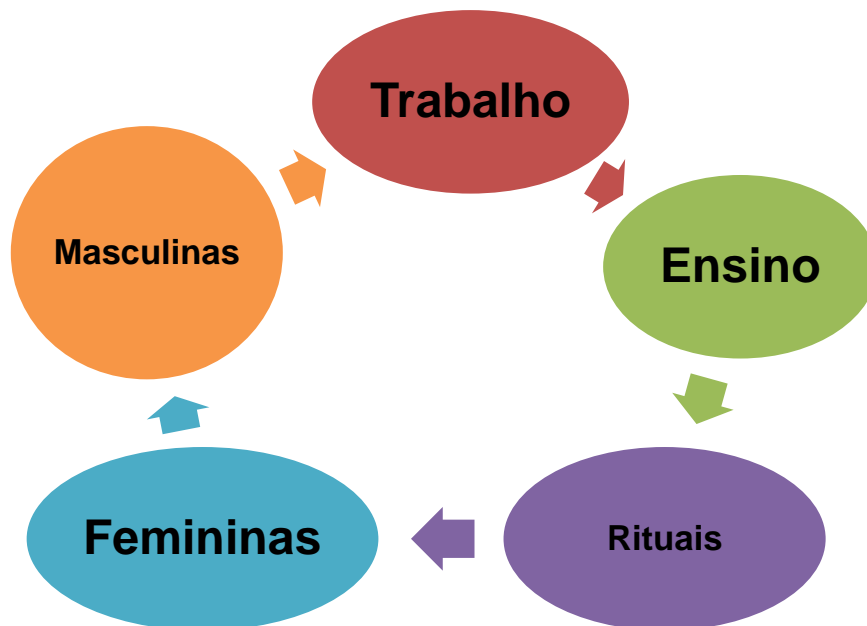 Trabalho
Ensino
Rituais
Femininas
Masculinas